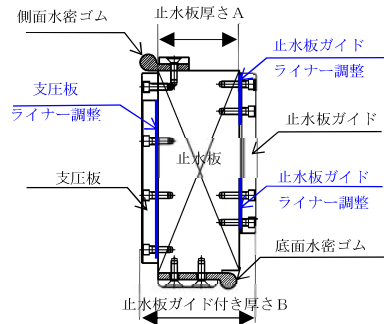 側面水密ゴム
止水板厚さA
止水板ガイド
ライナー調整
支圧板
ライナー調整
止水板ガイド
止水板
支圧板
止水板ガイド
ライナー調整
底面水密ゴム
止水板ガイド付き厚さB